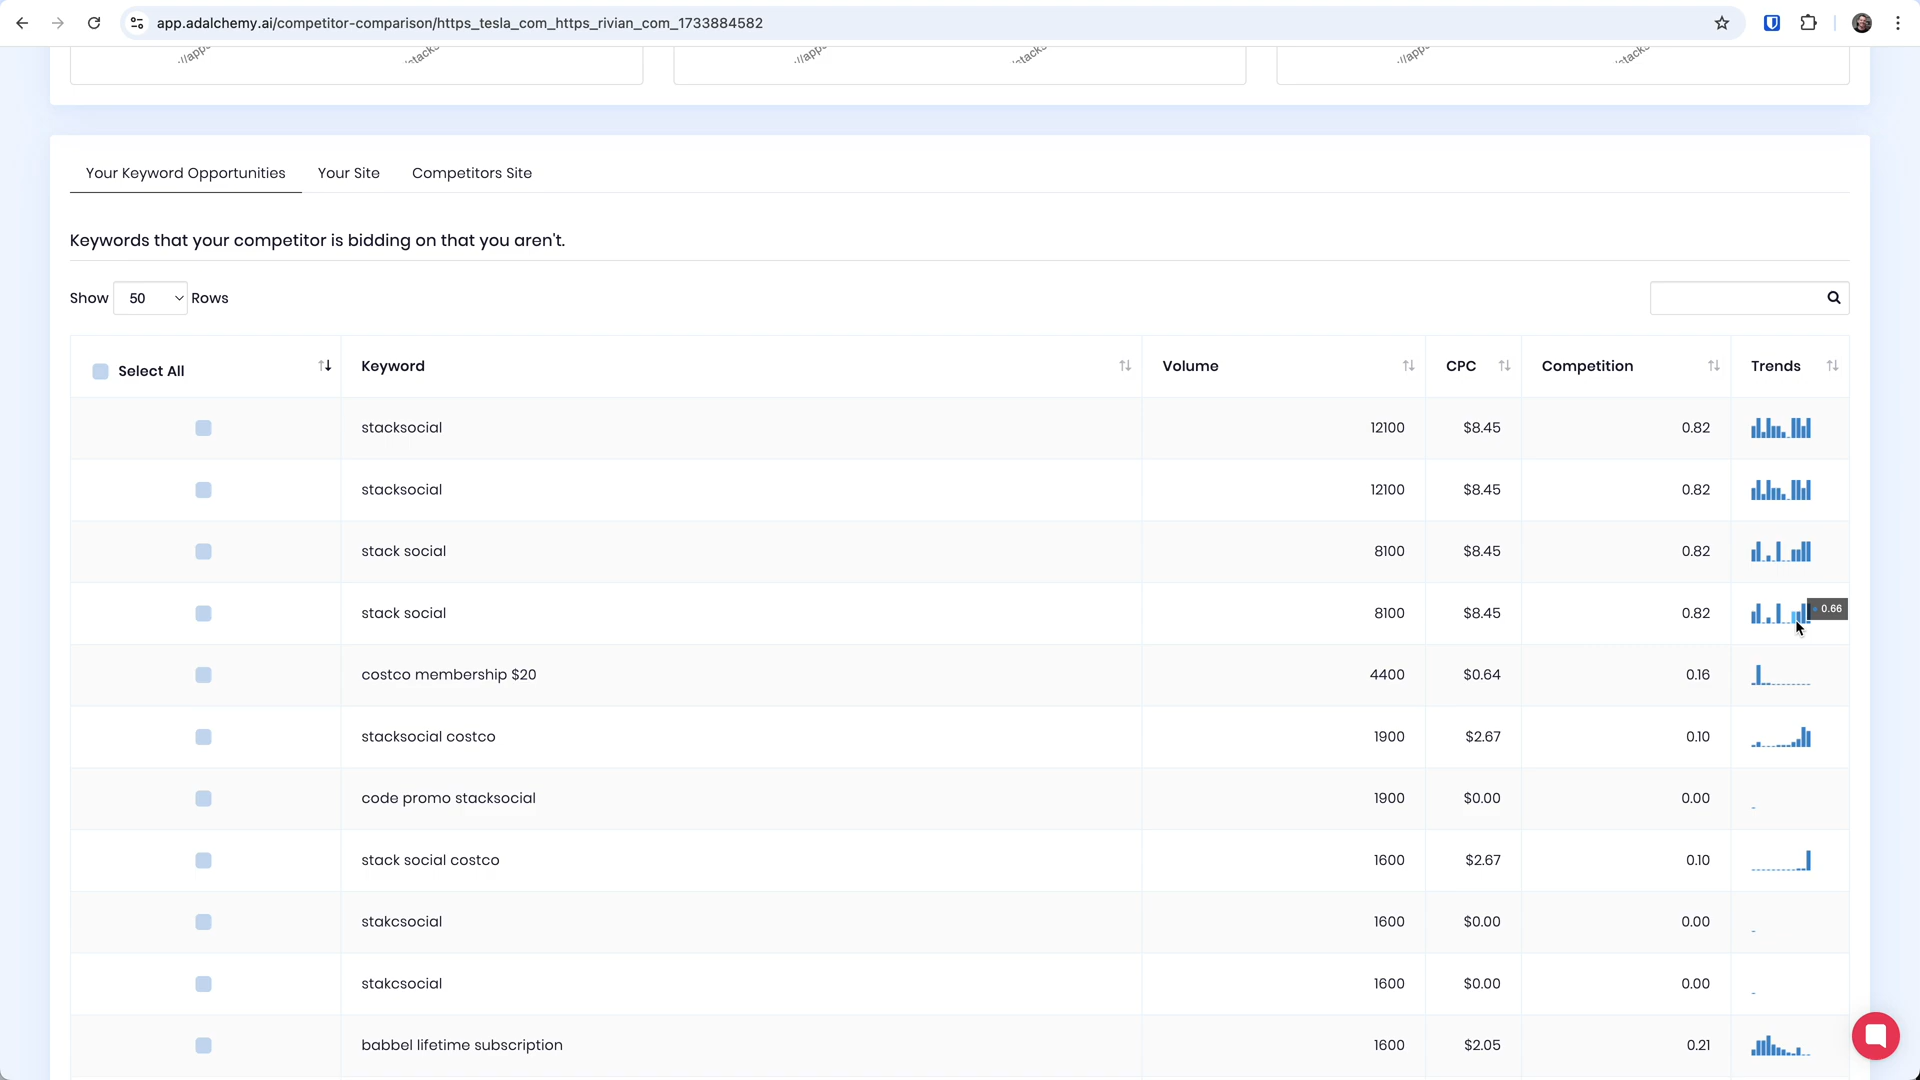 app.adalchemy.ai/competitor-comparison/https_tesla_com_https_rivian_com_1733884582
Your Keyword Opportunities Your Site Competitors Site
Keywords that your competitor is bidding on that you aren't.
Show 50 Rows
Select All Keyword Volume CPC Competition Trends
stacksocial 12100 $8.45 0.82
stacksocial 12100 $8.45 0.82
stack social 8100 $8.45 0.82
stack social 8100 $8.45 0.82 0.66
costco membership $20 4400 $0.64 0.16
stacksocial costco 1900 $2.67 0.10
code promo stacksocial 1900 $0.00 0.00 -
stack social costco 1600 $2.67 0.10
stakcsocial 1600 $0.00 0.00 -
stakcsocial 1600 $0.00 0.00 -
babbel lifetime subscription 1600 $2.05 0.21